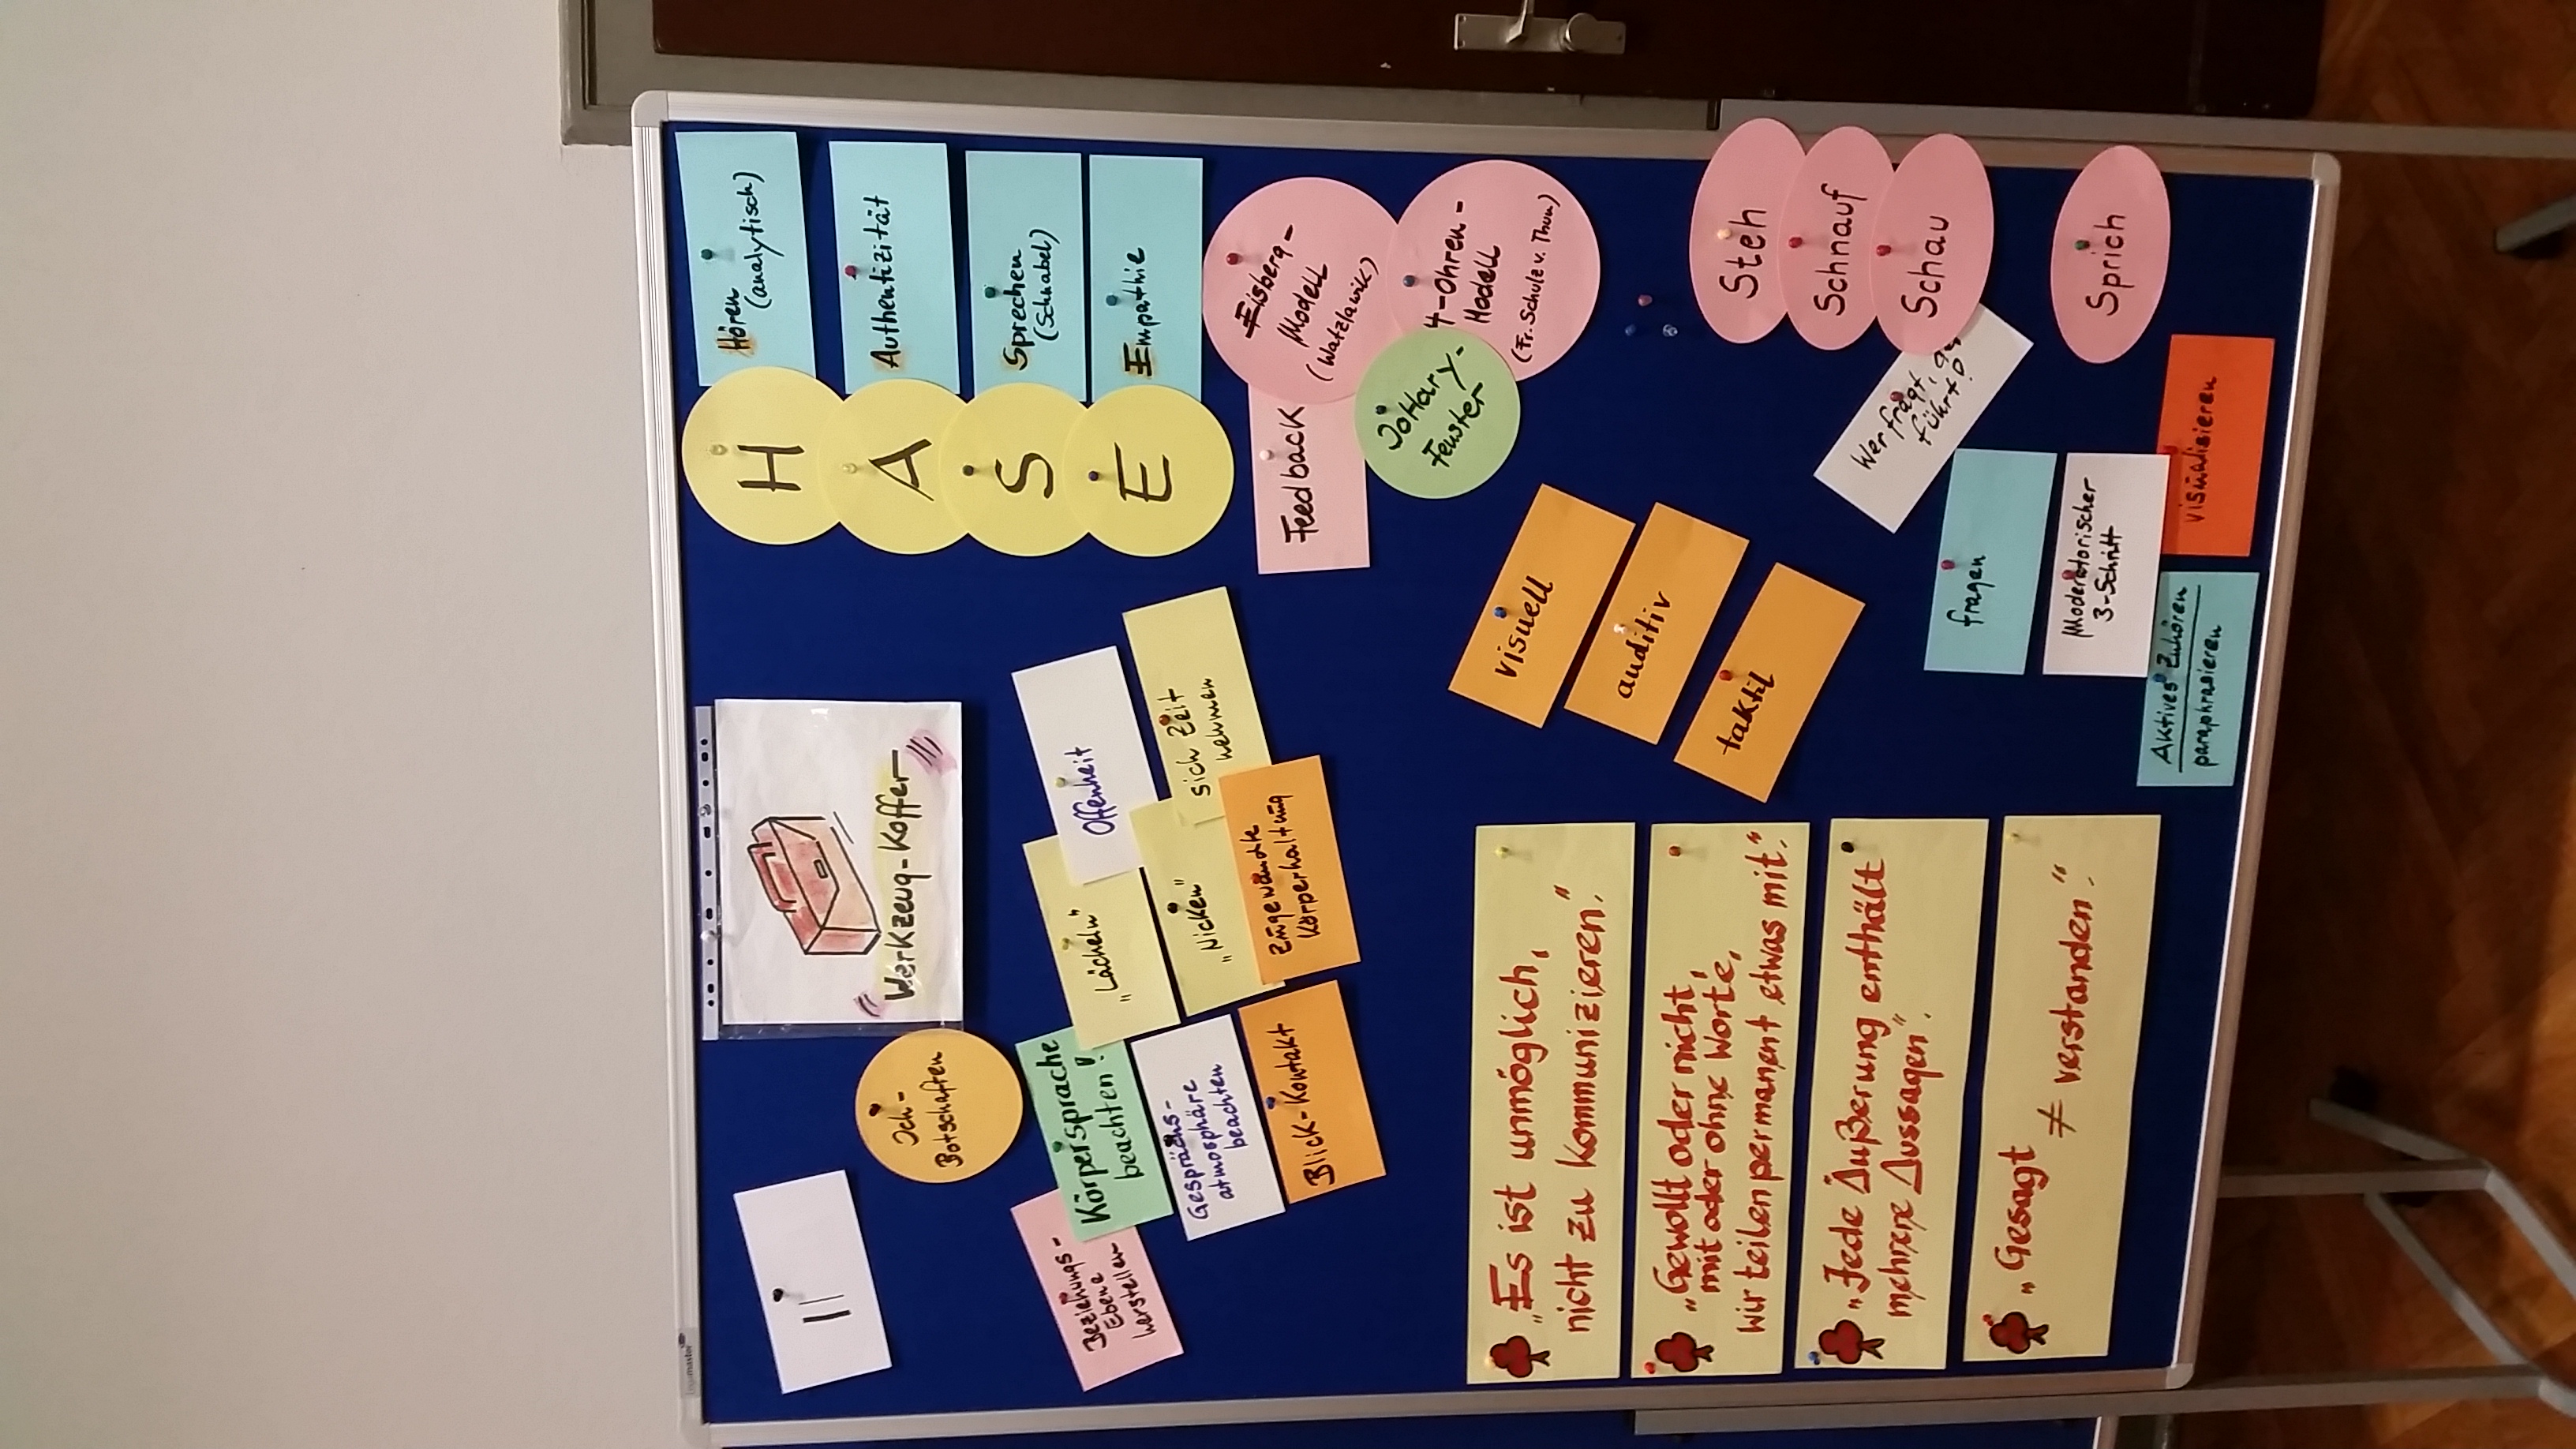 Legamaster
Werkzeug-Koffer
Ich-
Botschaften
Beziehungs-
Ebene
herstellen
Körpersprache
beachten!
„Lächeln"
Offenheit
Gesprächs-
atmosphäre
beachten
„Nicken"
sich Zeit
nehmen
Blick-Kontakt
Zugewandte
Körperhaltung
H
Hören
(analytisch)
A
Authentizität
S
Sprechen
(Schnabel)
E
Empathie
Feedback
Eisberg-
Modell
(Watzlawik)
JoHary-
Fenster
4-Ohren-
Modell
(Fr. Schulz v. Thun)
„Es ist unmöglich,
nicht zu kommunizieren."
„Gewollt oder nicht,
mit oder ohne Worte,
wir teilen permanent etwas mit."
„Jede Äußerung enthält
mehrere Aussagen".
„Gesagt
≠ verstanden".
visuell
auditiv
taktil
Steh
Schnauf
Schau
Sprich
Wer fragt,
führt!
fragen
Moderatorischer
3-Schritt
Aktives Zuhören
paraphrasieren
visualisieren